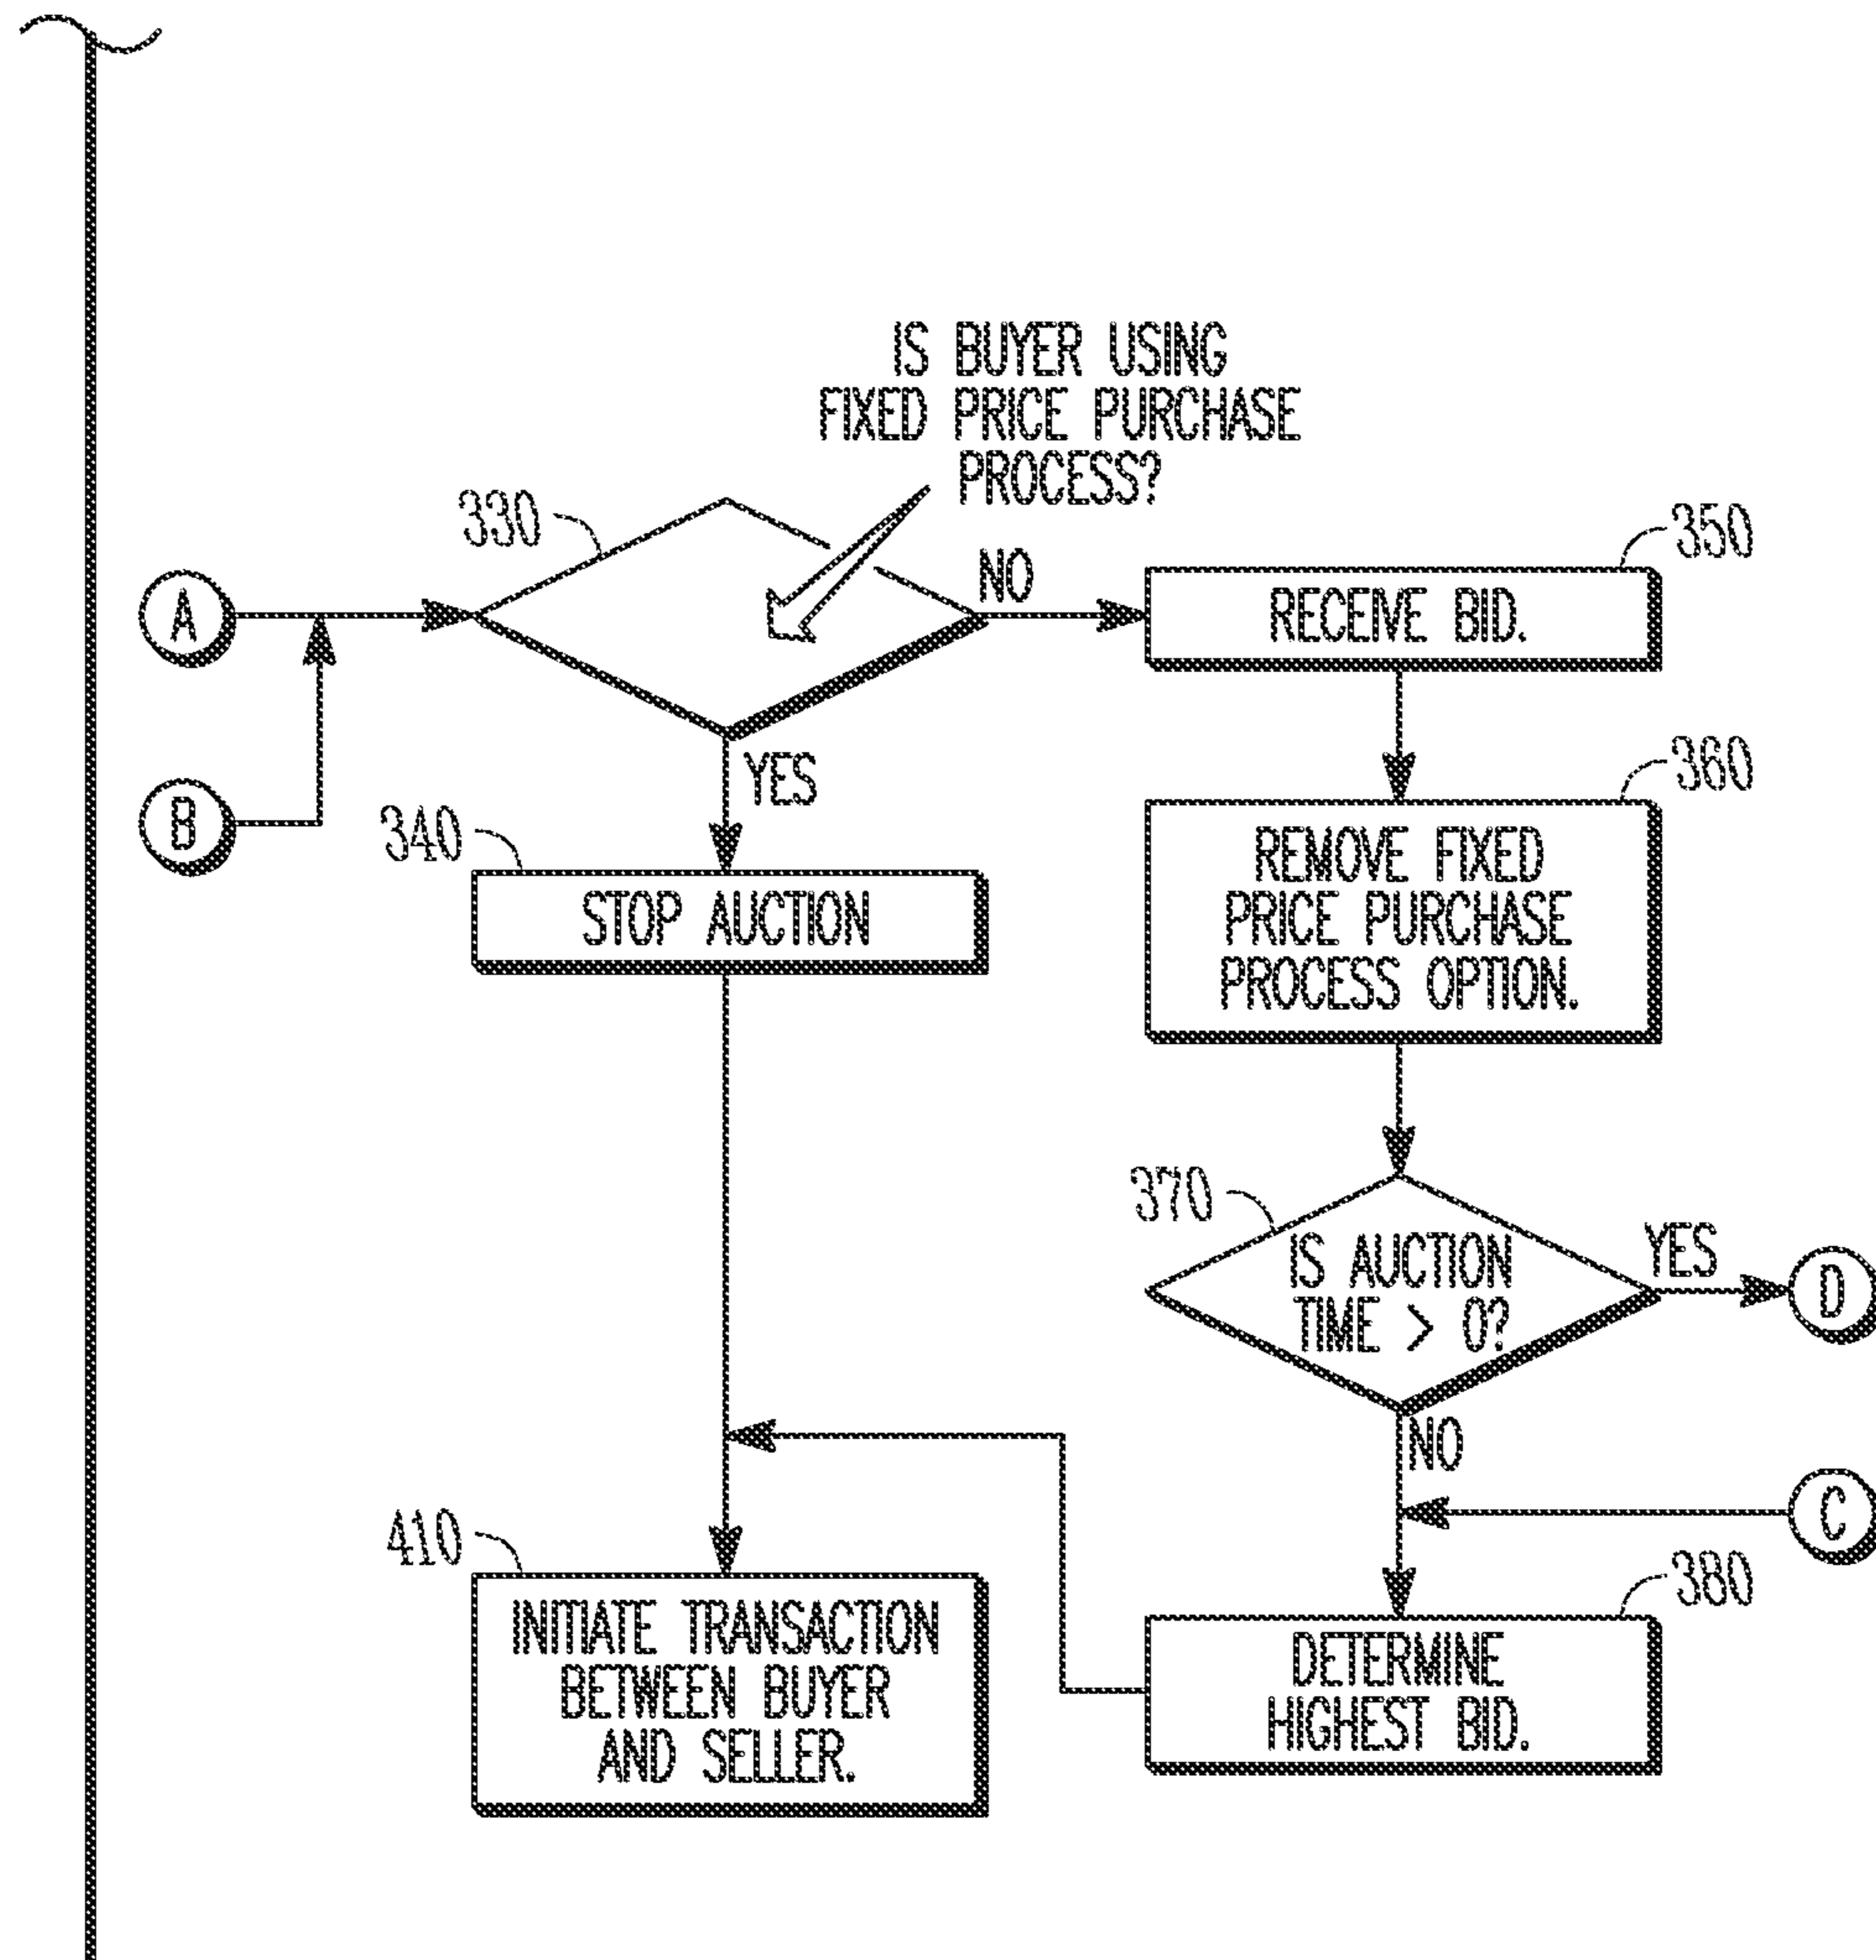 IS BUYER USING
FIXED PRICE PURCHASE
PROCESS?
330
NO
350
A
RECEIVE BID.
YES
360
B
340
STOP AUCTION
REMOVE FIXED
PRICE PURCHASE
PROCESS OPTION.
370
IS AUCTION
TIME > 0?
YES
D
NO
C
410
INITIATE TRANSACTION
BETWEEN BUYER
AND SELLER.
380
DETERMINE
HIGHEST BID.